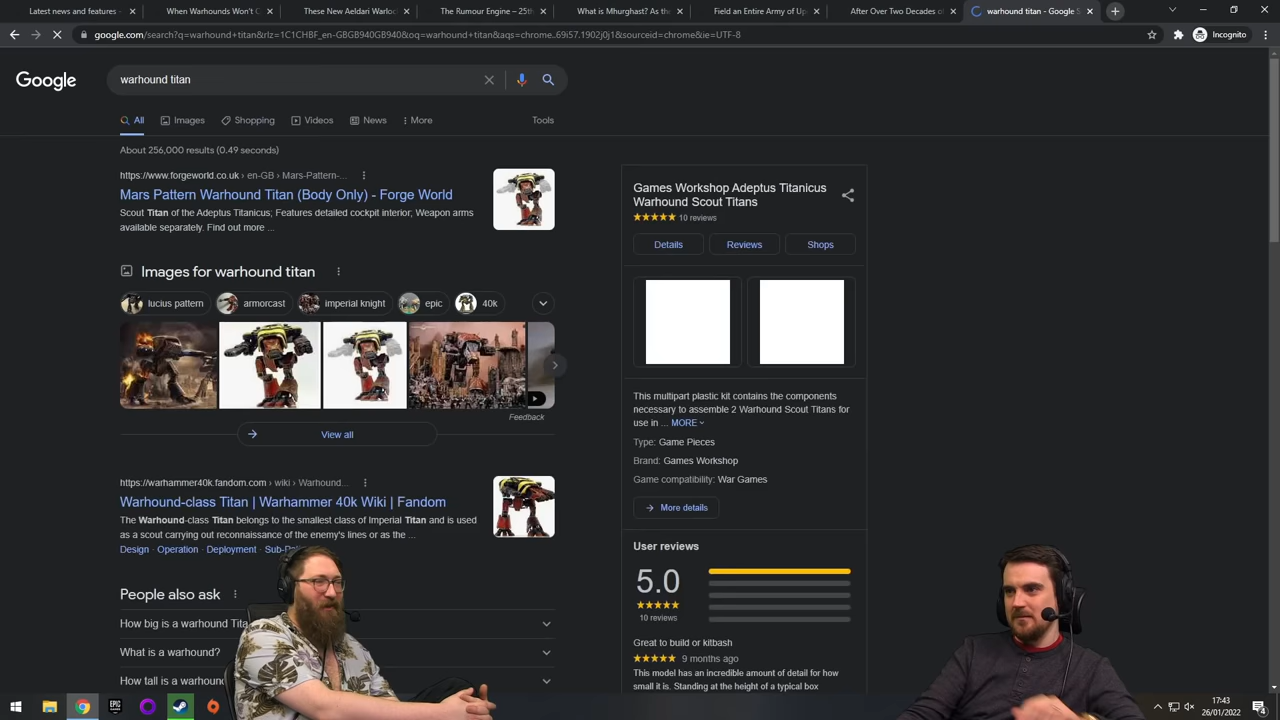 Latest news and features -
When Warhounds Won't C
These New Aeldari Warloc
The Rumour Engine – 25th
What is Mhurghast? As the
Field an Entire Army of Up
After Over Two Decades of
warhound titan - Google S
google.com/search?q=warhound+titan&rlz=1C1CHBF_en-GBGB940GB940&oq=warhound+titan&aqs=chrome..69i57.1902j0j1&sourceid=chrome&ie=UTF-8
Incognito
Google
warhound titan
All
Images
Shopping
Videos
News
More
Tools
About 256,000 results (0.49 seconds)
https://www.forgeworld.co.uk › en-GB › Mars-Pattern-...
Mars Pattern Warhound Titan (Body Only) - Forge World
Scout Titan of the Adeptus Titanicus; Features detailed cockpit interior; Weapon arms
available separately. Find out more ...
Images for warhound titan
lucius pattern
armorcast
imperial knight
epic
40k
Feedback
View all
https://warhammer40k.fandom.com › wiki › Warhound...
Warhound-class Titan | Warhammer 40k Wiki | Fandom
The Warhound-class Titan belongs to the smallest class of Imperial Titan and is used
as a scout carrying out reconnaissance of the enemy's lines or as the ...
Design · Operation · Deployment ·
People also ask
How big is a warhound
What is a warhound?
How tall is a
Games Workshop Adeptus Titanicus
Warhound Scout Titans
10 reviews
Details
Reviews
Shops
This multipart plastic kit contains the components
necessary to assemble 2 Warhound Scout Titans for
use in ... MORE
Type: Game Pieces
Brand: Games Workshop
Game compatibility: War Games
More details
User reviews
5.0
10 reviews
Great to build or kitbash
9 months ago
This model has an incredible amount of detail for how
small it is. Standing at the height of a typical box
EPIC
17:43
26/01/2022